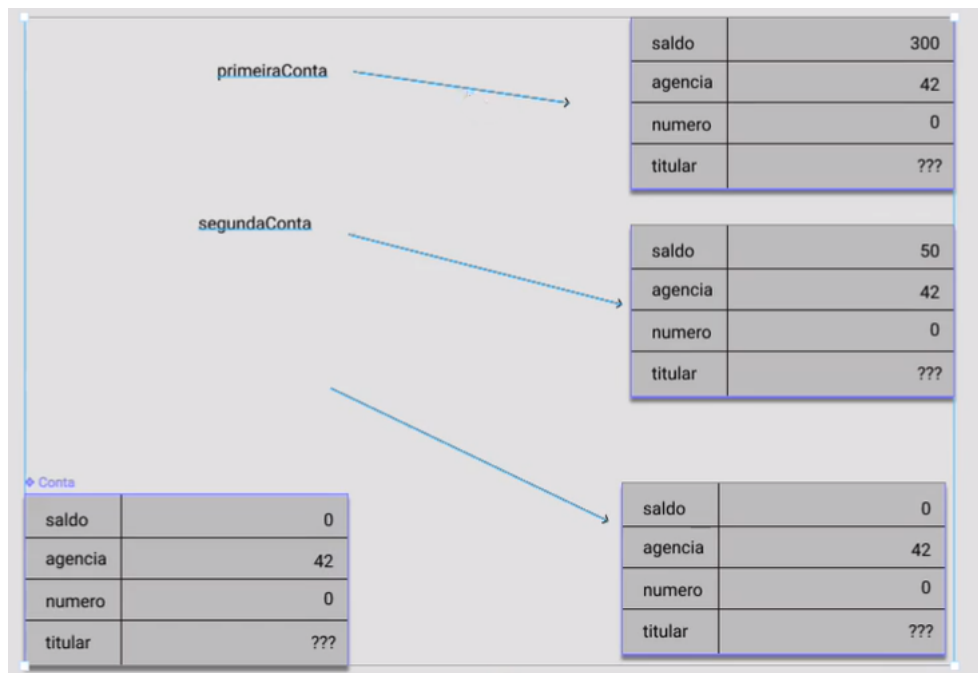 primeiraConta
saldo 300
agencia 42
numero 0
titular ???
segundaConta
saldo 50
agencia 42
numero 0
titular ???
Conta
saldo 0
agencia 42
numero 0
titular ???
saldo 0
agencia 42
numero 0
titular ???